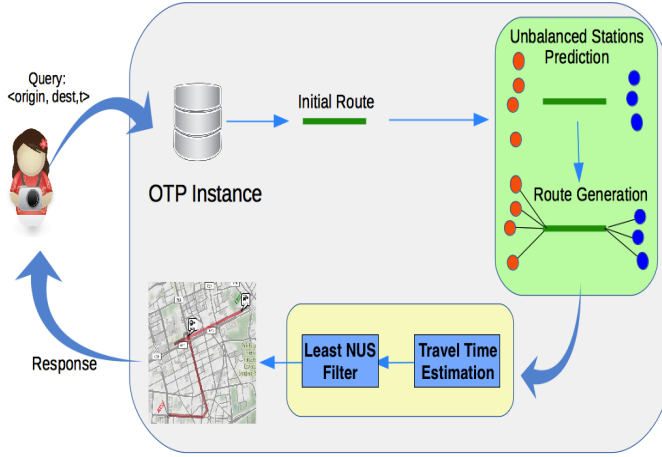 Query:
<origin, dest,t>
OTP Instance
Initial Route
Unbalanced Stations
Prediction
Route Generation
Travel Time
Estimation
Least NUS
Filter
Response